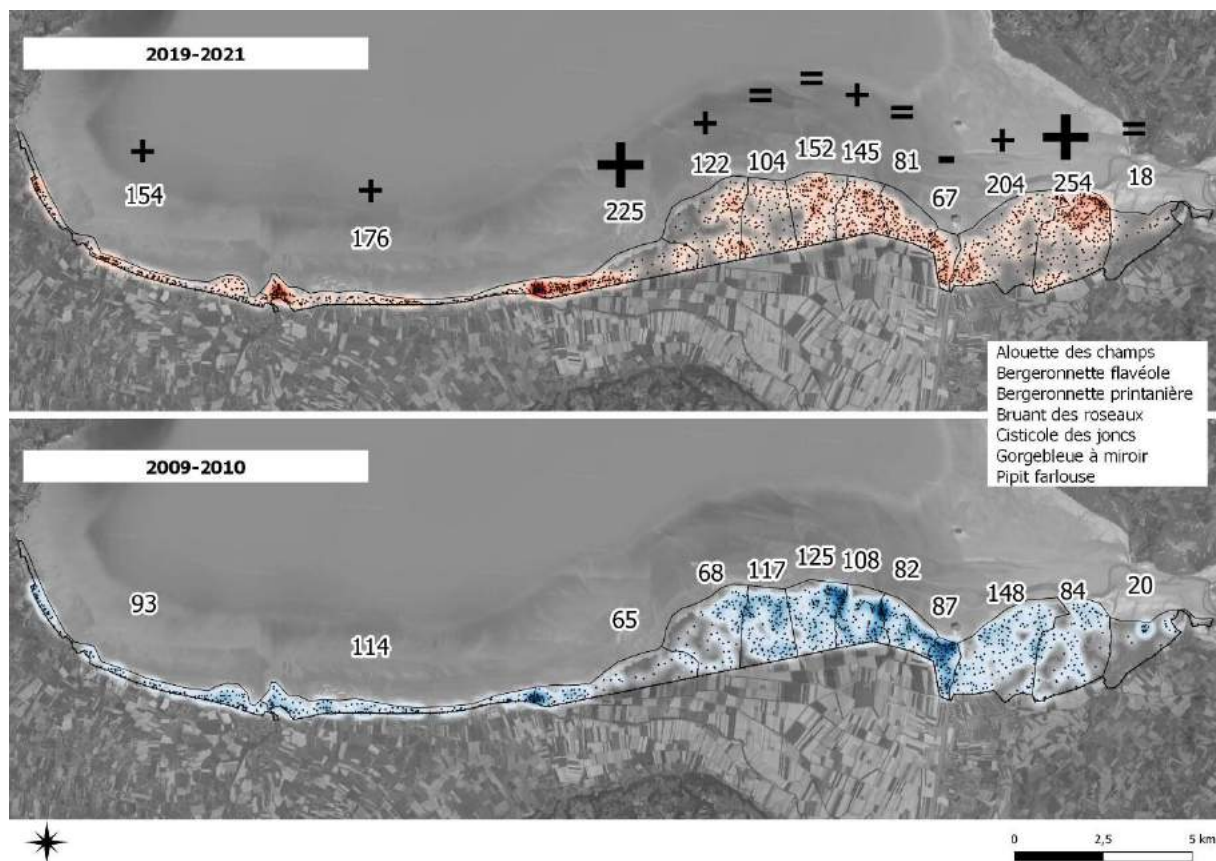 2019-2021
+ + + + = = + = - + + =
154 176 225 122 104 152 145 81 67 204 254 18
Alouette des champs
Bergeronnette flavéole
Bergeronnette printanière
Bruant des roseaux
Cisticole des joncs
Gorgebleue à miroir
Pipit farlouse
2009-2010
93 114 65 68 117 125 108 82 87 148 84 20
0 2,5 5 km